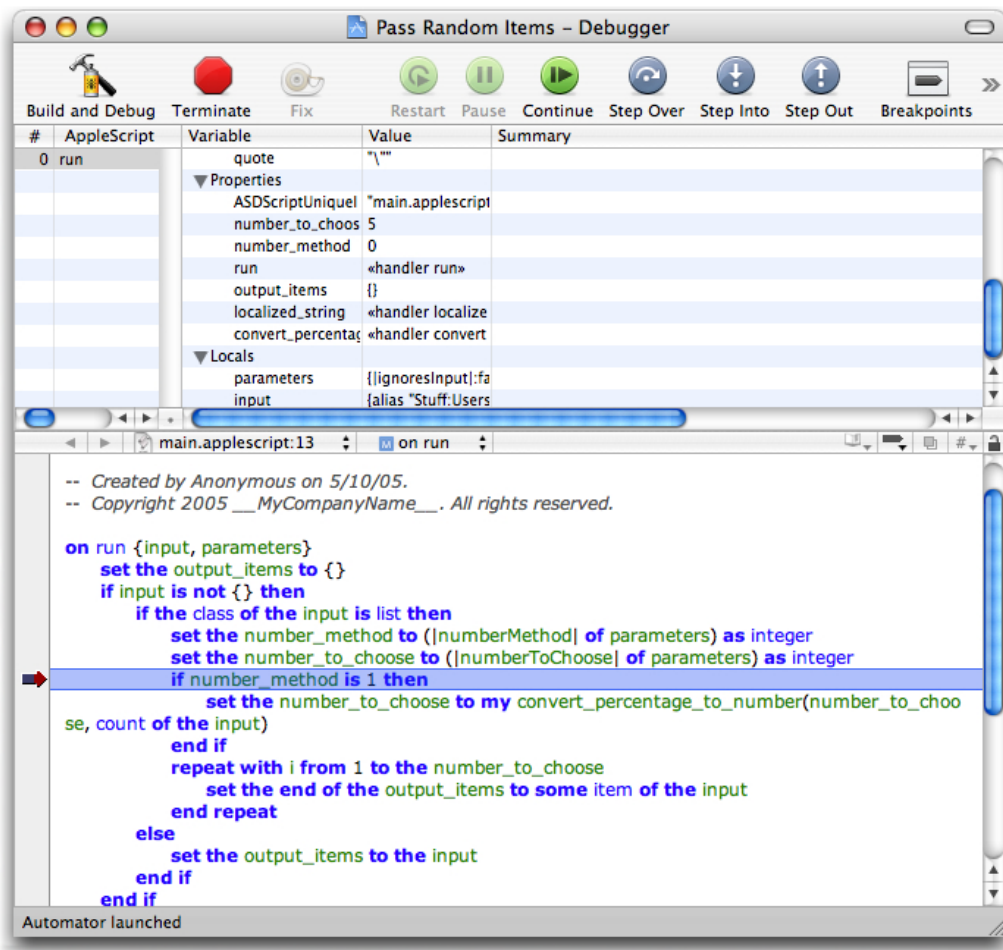 Pass Random Items – Debugger
Build and Debug Terminate Fix Restart Pause Continue Step Over Step Into Step Out Breakpoints »
# AppleScript Variable Value Summary
0 run quote "\""
Properties
ASDScriptUniqueI "main.applescript
number_to_choos 5
number_method 0
run «handler run»
output_items {}
localized_string «handler localize
convert_percentag «handler convert
Locals
parameters {|ignoresInput|:fa
input {alias "Stuff:Users
main.applescript:13 M on run #
-- Created by Anonymous on 5/10/05.
-- Copyright 2005 __MyCompanyName__. All rights reserved.
on run {input, parameters}
set the output_items to {}
if input is not {} then
if the class of the input is list then
set the number_method to (|numberMethod| of parameters) as integer
set the number_to_choose to (|numberToChoose| of parameters) as integer
if number_method is 1 then
set the number_to_choose to my convert_percentage_to_number(number_to_choo
se, count of the input)
end if
repeat with i from 1 to the number_to_choose
set the end of the output_items to some item of the input
end repeat
else
set the output_items to the input
end if
end if
Automator launched